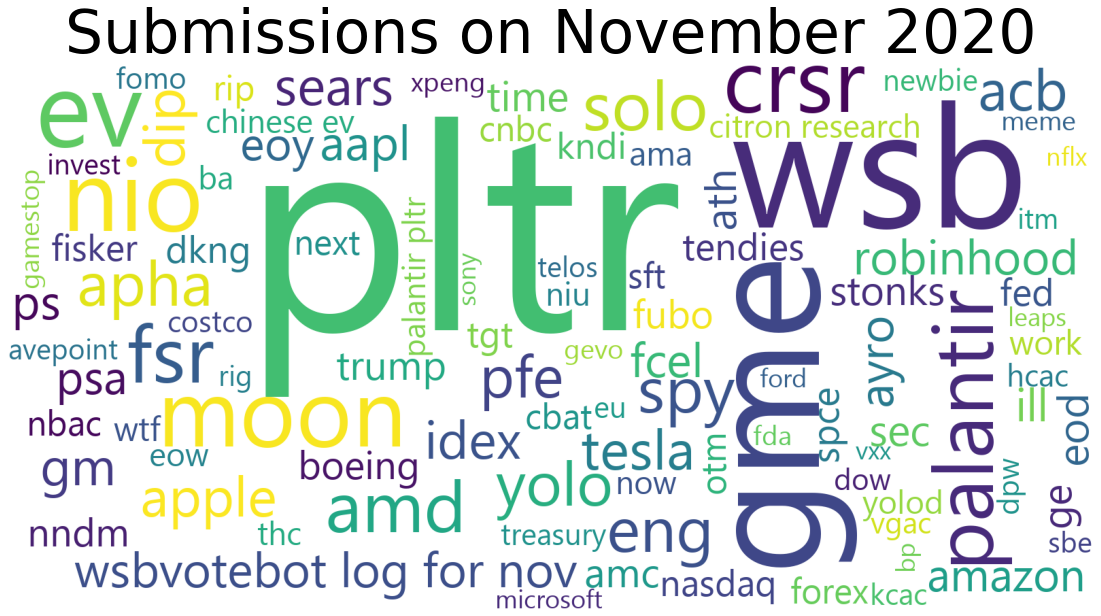 Submissions on November 2020
fomo
rip
sears
xpeng
time
solo
crsr
newbie
acb
ev
dip
chinese ev
cnbc
citron research
meme
invest
eoy
aapl
kndi
ama
wsb
nflx
nio
ba
pltr
ath
itm
gamestop
fisker
dkng
next
palantir pltr
sony
telos
sft
tendies
robinhood
apha
niu
stonks
fed
ps
costco
tgt
fubo
gme
palantir
leaps
avepoint
fsr
rig
trump
gevo
fcel
ayro
work
psa
pfe
spy
ford
hcac
nbac
wtf
moon
cbat
eu
spce
ill
eod
eow
idex
tesla
otm
fda
sec
vxx
gm
boeing
yolo
now
dow
dpw
apple
amd
yolod
ge
nndm
thc
treasury
eng
vgac
sbe
wsbvotebot log for nov
amc
nasdaq
bp
amazon
microsoft
forex
kcac